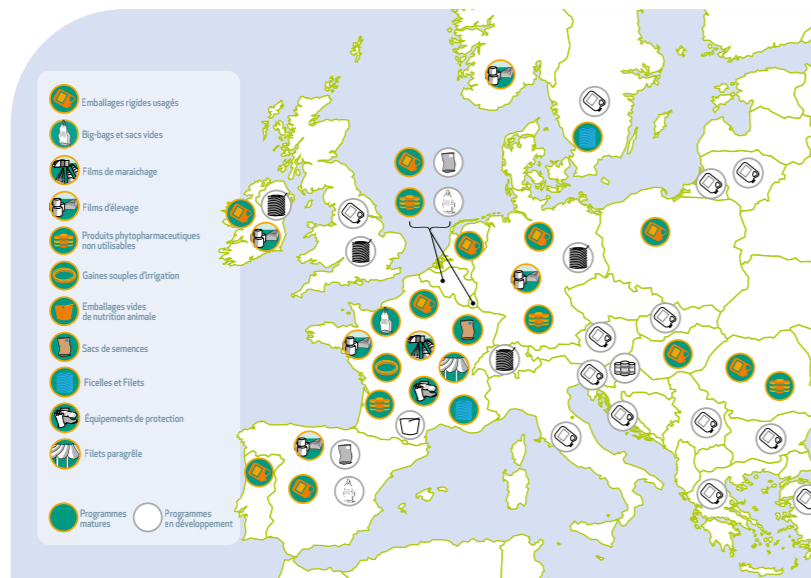 Emballages rigides usagés
Big-bags et sacs vides
Films de maraichage
Films d'élevage
Produits phytopharmaceutiques
non utilisables
Gaines souples d'irrigation
Emballages vides
de nutrition animale
Sacs de semences
Ficelles et Filets
Équipements de protection
Filets paragrêle
Programmes
matures
Programmes
en développement